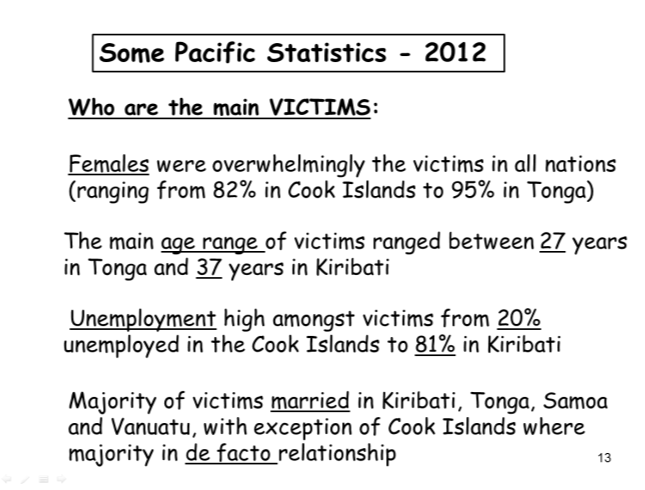 Some Pacific Statistics - 2012
Who are the main VICTIMS:
Females were overwhelmingly the victims in all nations
(ranging from 82% in Cook Islands to 95% in Tonga)
The main age range of victims ranged between 27 years
in Tonga and 37 years in Kiribati
Unemployment high amongst victims from 20%
unemployed in the Cook Islands to 81% in Kiribati
Majority of victims married in Kiribati, Tonga, Samoa
and Vanuatu, with exception of Cook Islands where
majority in de facto relationship
13